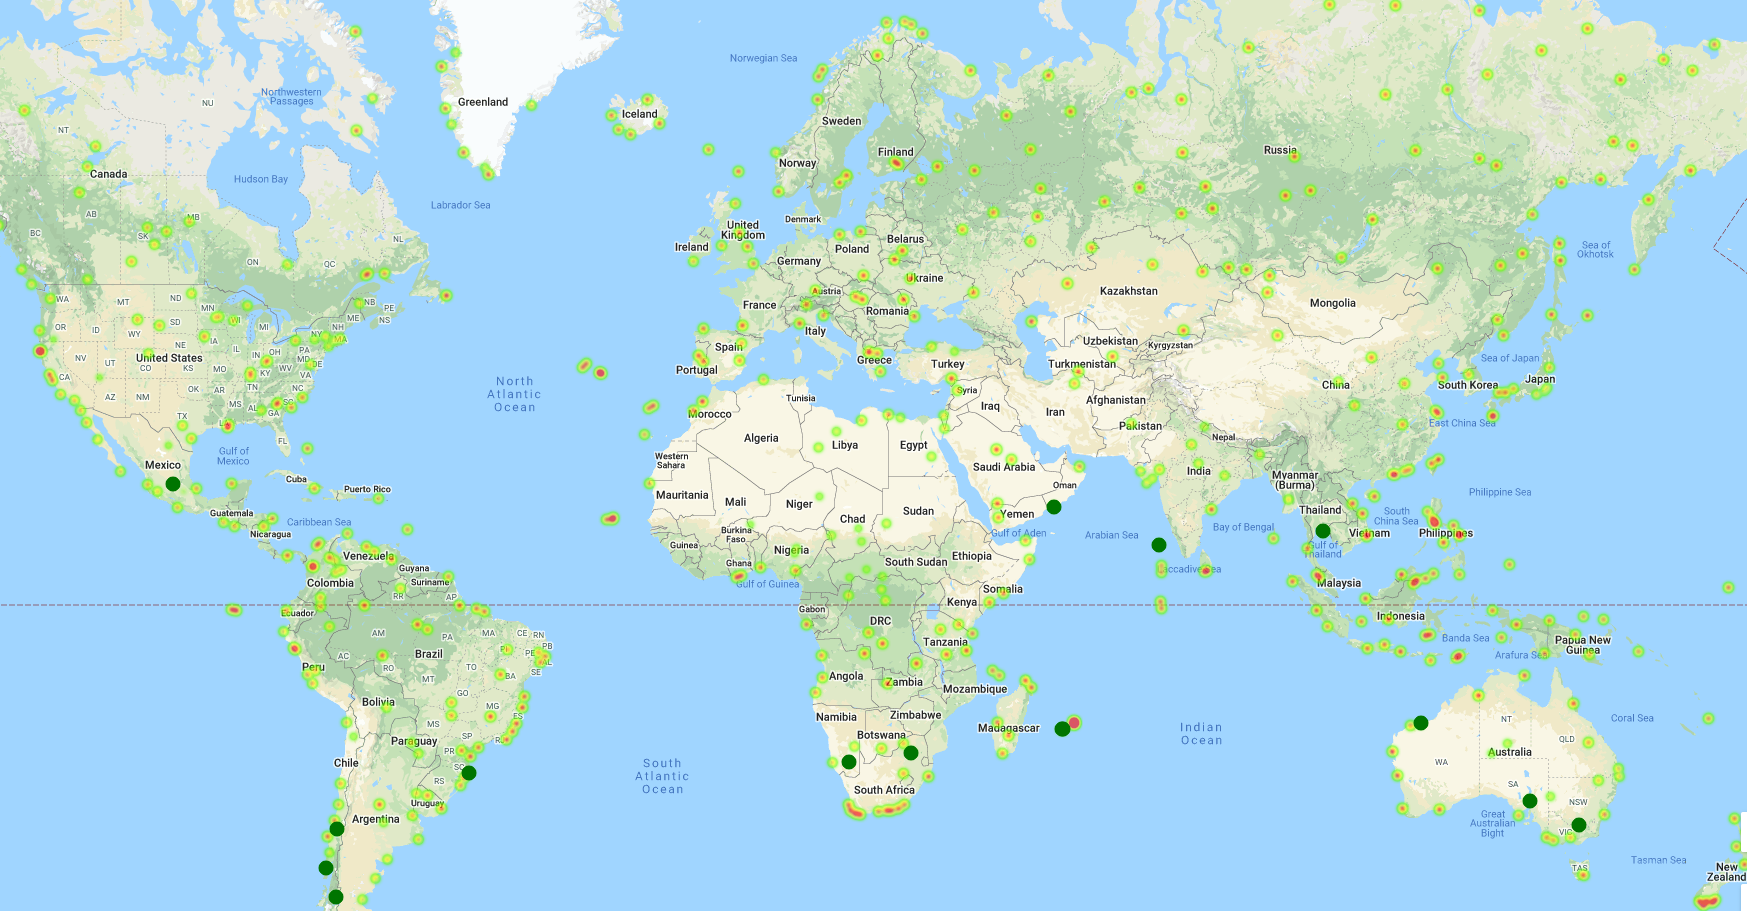 Norwegian Sea
Greenland
Northwestern
Passages
NU
Iceland
Sweden
NT
Finland
Russia
Norway
Canada
Hudson Bay
Labrador Sea
AB
MB
Denmark
BC
SK
NL
United
Kingdom
Ireland
Belarus
Poland
Sea of
Okhotsk
ON
QC
Germany
Ukraine
Kazakhstan
Austria
WA
MT
ND
NB
PE
MN
NS
ME
France
Romania
Mongolia
OR
ID
SD
WI
WY
MI
NH
NY
MA
Italy
Uzbekistan
Kyrgyzstan
Spain
IA
IL
IN
OH
PA
NV
UT
United States
CO
KS
MO
MD
DE
WV
KY
VA
Portugal
Greece
Turkey
Turkmenistan
Sea of Japan
CA
North
Atlantic
Ocean
Japan
South Korea
China
TN
NC
OK
AR
AZ
NM
Tunisia
Syria
Iraq
Iran
Afghanistan
MS
AL
SC
GA
TX
LA
Morocco
Pakistan
East China Sea
Nepal
FL
Algeria
Libya
Egypt
Gulf of
Mexico
Western
Sahara
Saudi Arabia
India
Mexico
Myanmar
(Burma)
Cuba
Puerto Rico
Oman
Mauritania
Mali
Niger
Philippine Sea
Guatemala
Chad
Sudan
Yemen
Thailand
South
China Sea
Caribbean Sea
Nicaragua
Burkina
Faso
Gulf of Aden
Arabian Sea
Bay of Bengal
Vietnam
Philippines
Guinea
Nigeria
Gulf of
Thailand
Venezuela
Ghana
South Sudan
Ethiopia
Guyana
Laccadive Sea
Colombia
Suriname
Gulf of Guinea
Malaysia
RR
AP
Somalia
Kenya
Ecuador
Gabon
Indonesia
DRC
AM
PA
MA
CE
RN
Tanzania
Banda Sea
Papua New
Guinea
AC
Brazil
PI
PE
PB
AL
Arafura Sea
Peru
RO
TO
SE
MT
BA
Angola
Zambia
Mozambique
Bolivia
GO
MG
ES
Namibia
Zimbabwe
NT
Coral Sea
MS
Madagascar
Indian
Ocean
Botswana
Paraguay
SP
RJ
PR
QLD
Australia
Chile
SC
South
Atlantic
Ocean
WA
RS
SA
South Africa
Uruguay
NSW
Argentina
Great
Australian
Bight
VIC
Tasman Sea
TAS
New
Zealand